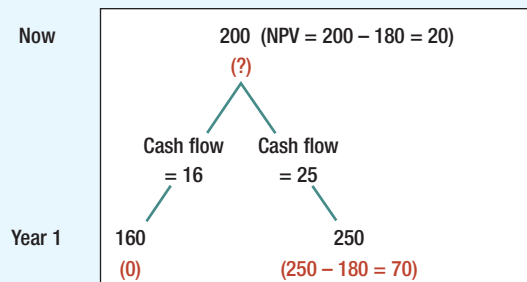 Now 200 (NPV = 200 – 180 = 20)
(?)
Cash flow Cash flow
= 16 = 25
Year 1 160 250
(0) (250 – 180 = 70)